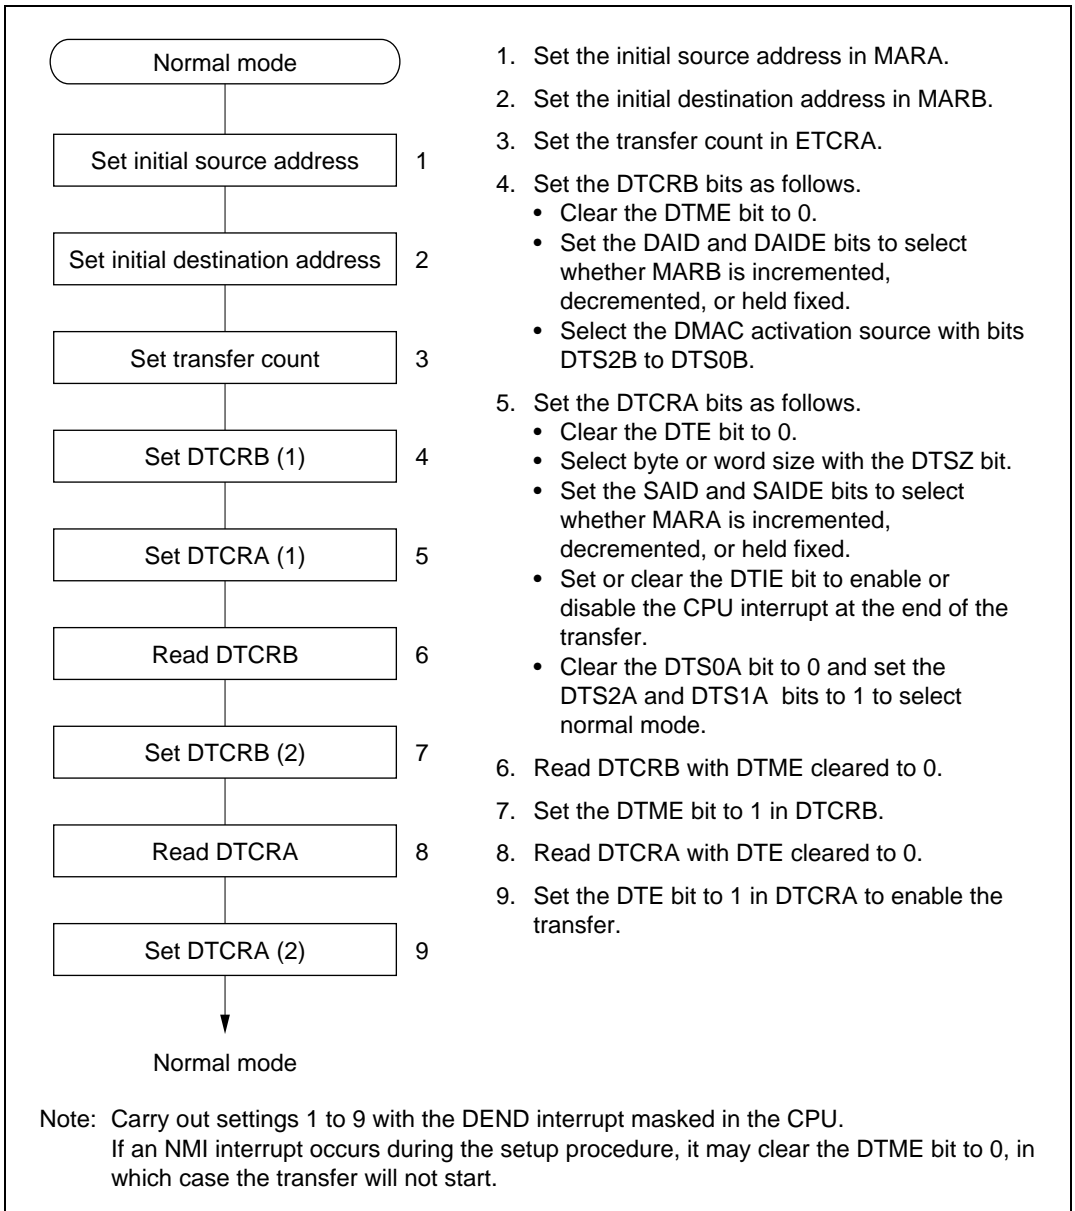 Normal mode
Set initial source address 1
Set initial destination address 2
Set transfer count 3
Set DTCRB (1) 4
Set DTCRA (1) 5
Read DTCRB 6
Set DTCRB (2) 7
Read DTCRA 8
Set DTCRA (2) 9
Normal mode
1. Set the initial source address in MARA.
2. Set the initial destination address in MARB.
3. Set the transfer count in ETCRA.
4. Set the DTCRB bits as follows.
• Clear the DTME bit to 0.
• Set the DAID and DAIDE bits to select
whether MARB is incremented,
decremented, or held fixed.
• Select the DMAC activation source with bits
DTS2B to DTS0B.
5. Set the DTCRA bits as follows.
• Clear the DTE bit to 0.
• Select byte or word size with the DTSZ bit.
• Set the SAID and SAIDE bits to select
whether MARA is incremented,
decremented, or held fixed.
• Set or clear the DTIE bit to enable or
disable the CPU interrupt at the end of the
transfer.
• Clear the DTS0A bit to 0 and set the
DTS2A and DTS1A bits to 1 to select
normal mode.
6. Read DTCRB with DTME cleared to 0.
7. Set the DTME bit to 1 in DTCRB.
8. Read DTCRA with DTE cleared to 0.
9. Set the DTE bit to 1 in DTCRA to enable the
transfer.
Note: Carry out settings 1 to 9 with the DEND interrupt masked in the CPU.
If an NMI interrupt occurs during the setup procedure, it may clear the DTME bit to 0, in
which case the transfer will not start.